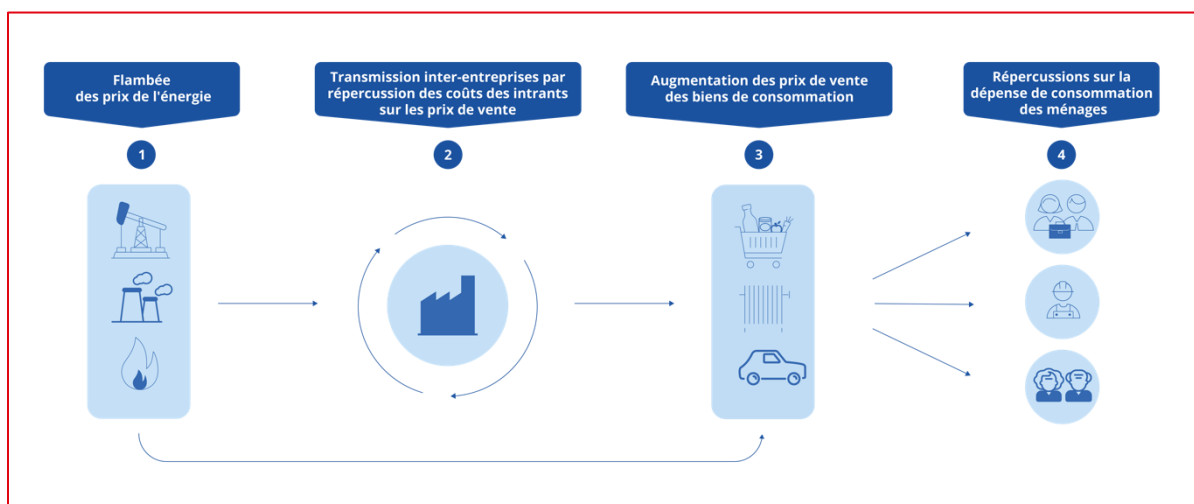 Flambée
des prix de l'énergie
Transmission inter-entreprises par
répercussion des coûts des intrants
sur les prix de vente
Augmentation des prix de vente
des biens de consommation
Répercussions sur la
dépense de consommation
des ménages
1
2
3
4